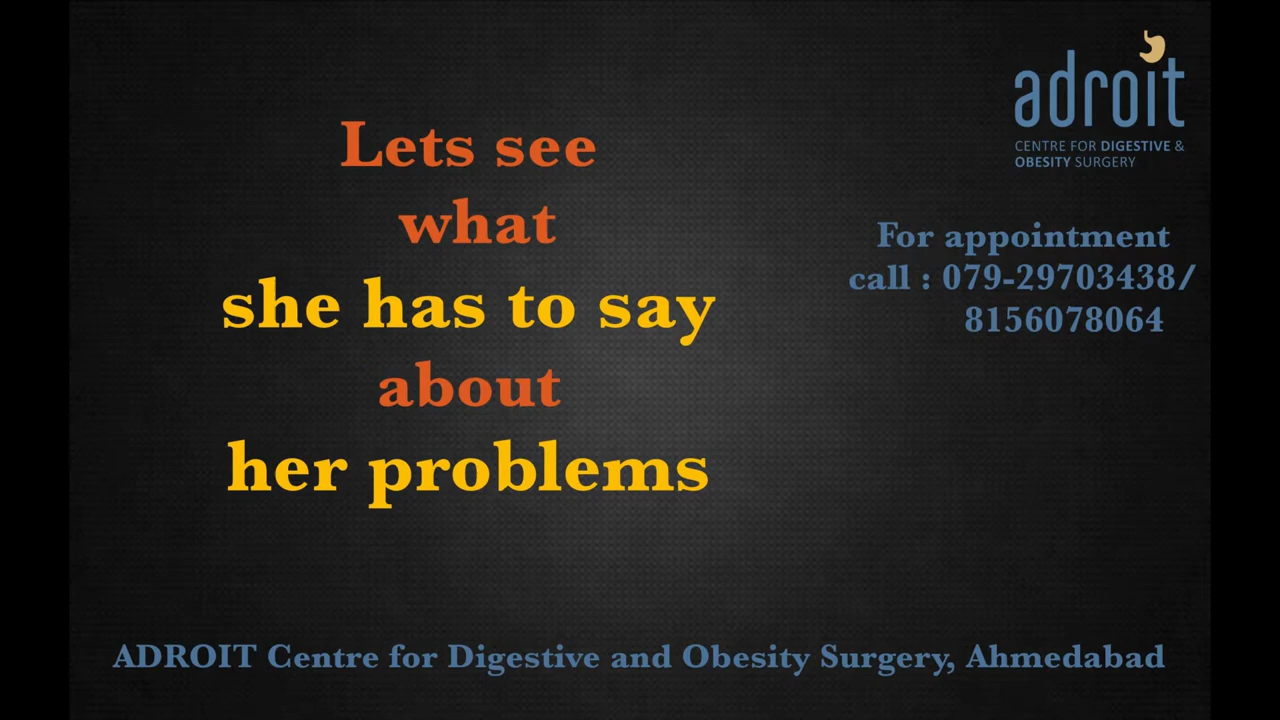 Lets see
what
she has to say
about
her problems
adroit
CENTRE FOR DIGESTIVE &
OBESITY SURGERY
For appointment
call : 079-29703438/
8156078064
ADROIT Centre for Digestive and Obesity Surgery, Ahmedabad